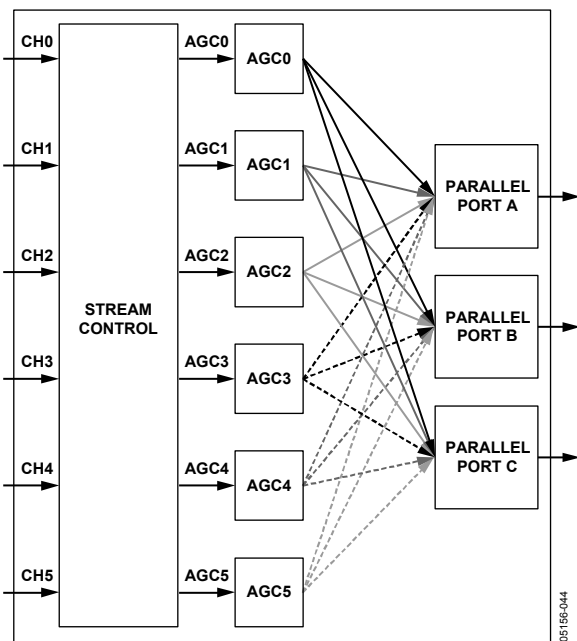 CH0
AGC0
AGC0
CH1
AGC1
AGC1
CH2
AGC2
AGC2
CH3
AGC3
AGC3
CH4
AGC4
AGC4
CH5
AGC5
AGC5
STREAM
CONTROL
PARALLEL
PORT A
PARALLEL
PORT B
PARALLEL
PORT C
05156-044